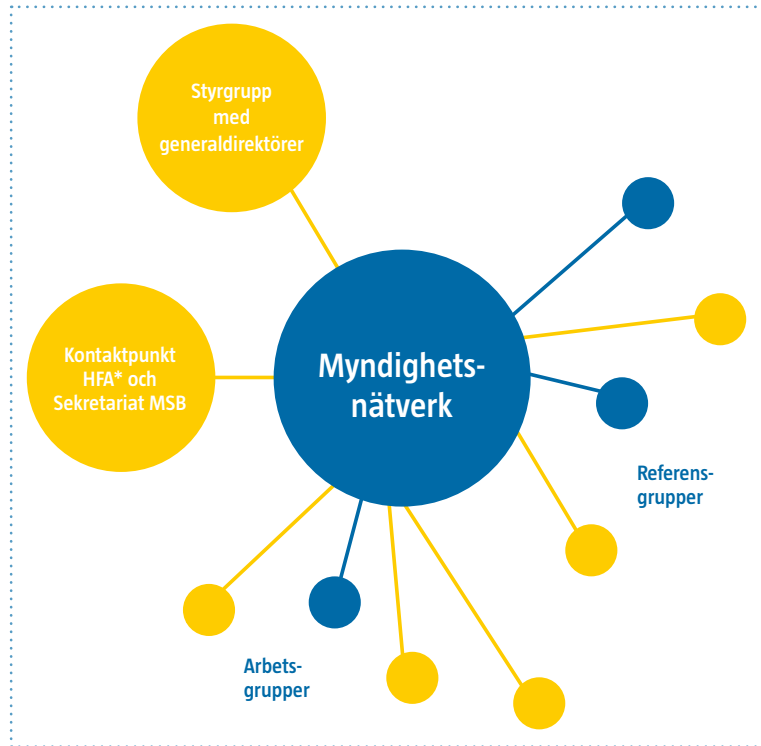 Styrgrupp
med
generaldirektörer
Kontaktpunkt
HFA* och
Sekretariat MSB
Myndighets-
nätverk
Referens-
grupper
Arbets-
grupper